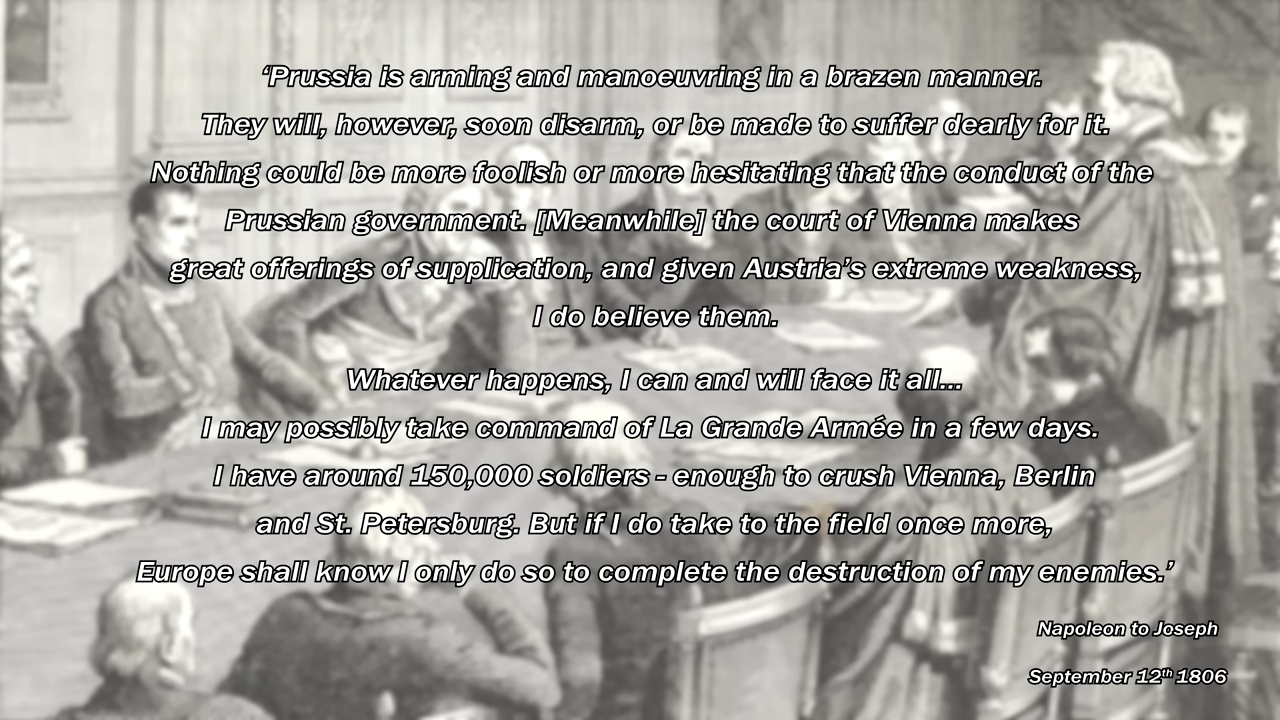 ‘Prussia is arming and manoeuvring in a brazen manner.
They will, however, soon disarm, or be made to suffer dearly for it.
Nothing could be more foolish or more hesitating that the conduct of the
Prussian government. [Meanwhile] the court of Vienna makes
great offerings of supplication, and given Austria’s extreme weakness,
I do believe them.
Whatever happens, I can and will face it all...
I may possibly take command of La Grande Armée in a few days.
I have around 150,000 soldiers - enough to crush Vienna, Berlin
and St. Petersburg. But if I do take to the field once more,
Europe shall know I only do so to complete the destruction of my enemies.’
Napoleon to Joseph
September 12th 1806